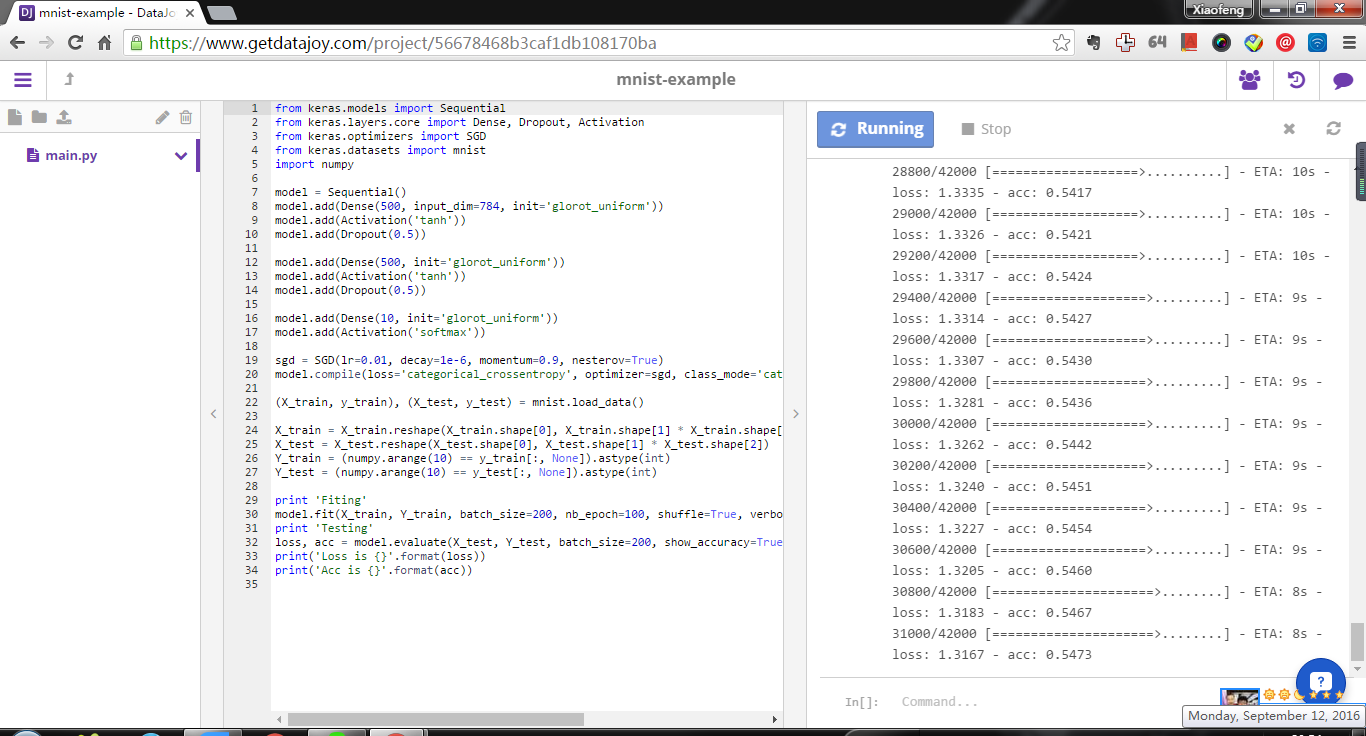 mnist-example - DataJo
Xiaofeng
https://www.getdatajoy.com/project/56678468b3caf1db108170ba
64
mnist-example
main.py
1 from keras.models import Sequential
2 from keras.layers.core import Dense, Dropout, Activation
3 from keras.optimizers import SGD
4 from keras.datasets import mnist
5 import numpy
6
7 model = Sequential()
8 model.add(Dense(500, input_dim=784, init='glorot_uniform'))
9 model.add(Activation('tanh'))
10 model.add(Dropout(0.5))
11
12 model.add(Dense(500, init='glorot_uniform'))
13 model.add(Activation('tanh'))
14 model.add(Dropout(0.5))
15
16 model.add(Dense(10, init='glorot_uniform'))
17 model.add(Activation('softmax'))
18
19 sgd = SGD(lr=0.01, decay=1e-6, momentum=0.9, nesterov=True)
20 model.compile(loss='categorical_crossentropy', optimizer=sgd, class_mode='cat
21
22 (X_train, y_train), (X_test, y_test) = mnist.load_data()
23
24 X_train = X_train.reshape(X_train.shape[0], X_train.shape[1] * X_train.shape[
25 X_test = X_test.reshape(X_test.shape[0], X_test.shape[1] * X_test.shape[2])
26 Y_train = (numpy.arange(10) == y_train[:, None]).astype(int)
27 Y_test = (numpy.arange(10) == y_test[:, None]).astype(int)
28
29 print 'Fiting'
30 model.fit(X_train, Y_train, batch_size=200, nb_epoch=100, shuffle=True, verbo
31 print 'Testing'
32 loss, acc = model.evaluate(X_test, Y_test, batch_size=200, show_accuracy=True
33 print('Loss is {}'.format(loss))
34 print('Acc is {}'.format(acc))
35
Running
Stop
28800/42000 [===================>..........] - ETA: 10s -
loss: 1.3335 - acc: 0.5417
29000/42000 [===================>..........] - ETA: 10s -
loss: 1.3326 - acc: 0.5421
29200/42000 [===================>..........] - ETA: 10s -
loss: 1.3317 - acc: 0.5424
29400/42000 [====================>.........] - ETA: 9s -
loss: 1.3314 - acc: 0.5427
29600/42000 [====================>.........] - ETA: 9s -
loss: 1.3307 - acc: 0.5430
29800/42000 [====================>.........] - ETA: 9s -
loss: 1.3281 - acc: 0.5436
30000/42000 [====================>.........] - ETA: 9s -
loss: 1.3262 - acc: 0.5442
30200/42000 [====================>.........] - ETA: 9s -
loss: 1.3240 - acc: 0.5451
30400/42000 [====================>.........] - ETA: 9s -
loss: 1.3227 - acc: 0.5454
30600/42000 [====================>.........] - ETA: 9s -
loss: 1.3205 - acc: 0.5460
30800/42000 [=====================>........] - ETA: 8s -
loss: 1.3183 - acc: 0.5467
31000/42000 [=====================>........] - ETA: 8s -
loss: 1.3167 - acc: 0.5473
In[]: Command...
Monday, September 12, 2016